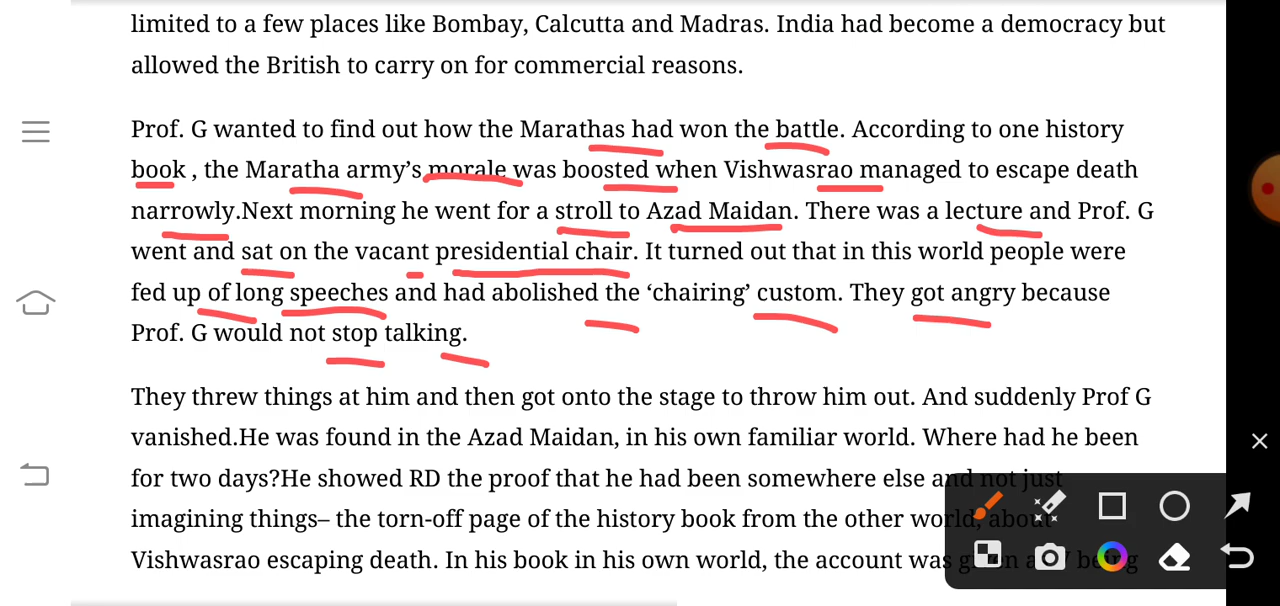 limited to a few places like Bombay, Calcutta and Madras. India had become a democracy but
allowed the British to carry on for commercial reasons.
Prof. G wanted to find out how the Marathas had won the battle. According to one history
book , the Maratha army’s morale was boosted when Vishwasrao managed to escape death
narrowly.Next morning he went for a stroll to Azad Maidan. There was a lecture and Prof. G
went and sat on the vacant presidential chair. It turned out that in this world people were
fed up of long speeches and had abolished the ‘chairing’ custom. They got angry because
Prof. G would not stop talking.
They threw things at him and then got onto the stage to throw him out. And suddenly Prof G
vanished.He was found in the Azad Maidan, in his own familiar world. Where had he been
for two days?He showed RD the proof that he had been somewhere else and not just
imagining things– the torn-off page of the history book from the other world, about
Vishwasrao escaping death. In his book in his own world, the account was being